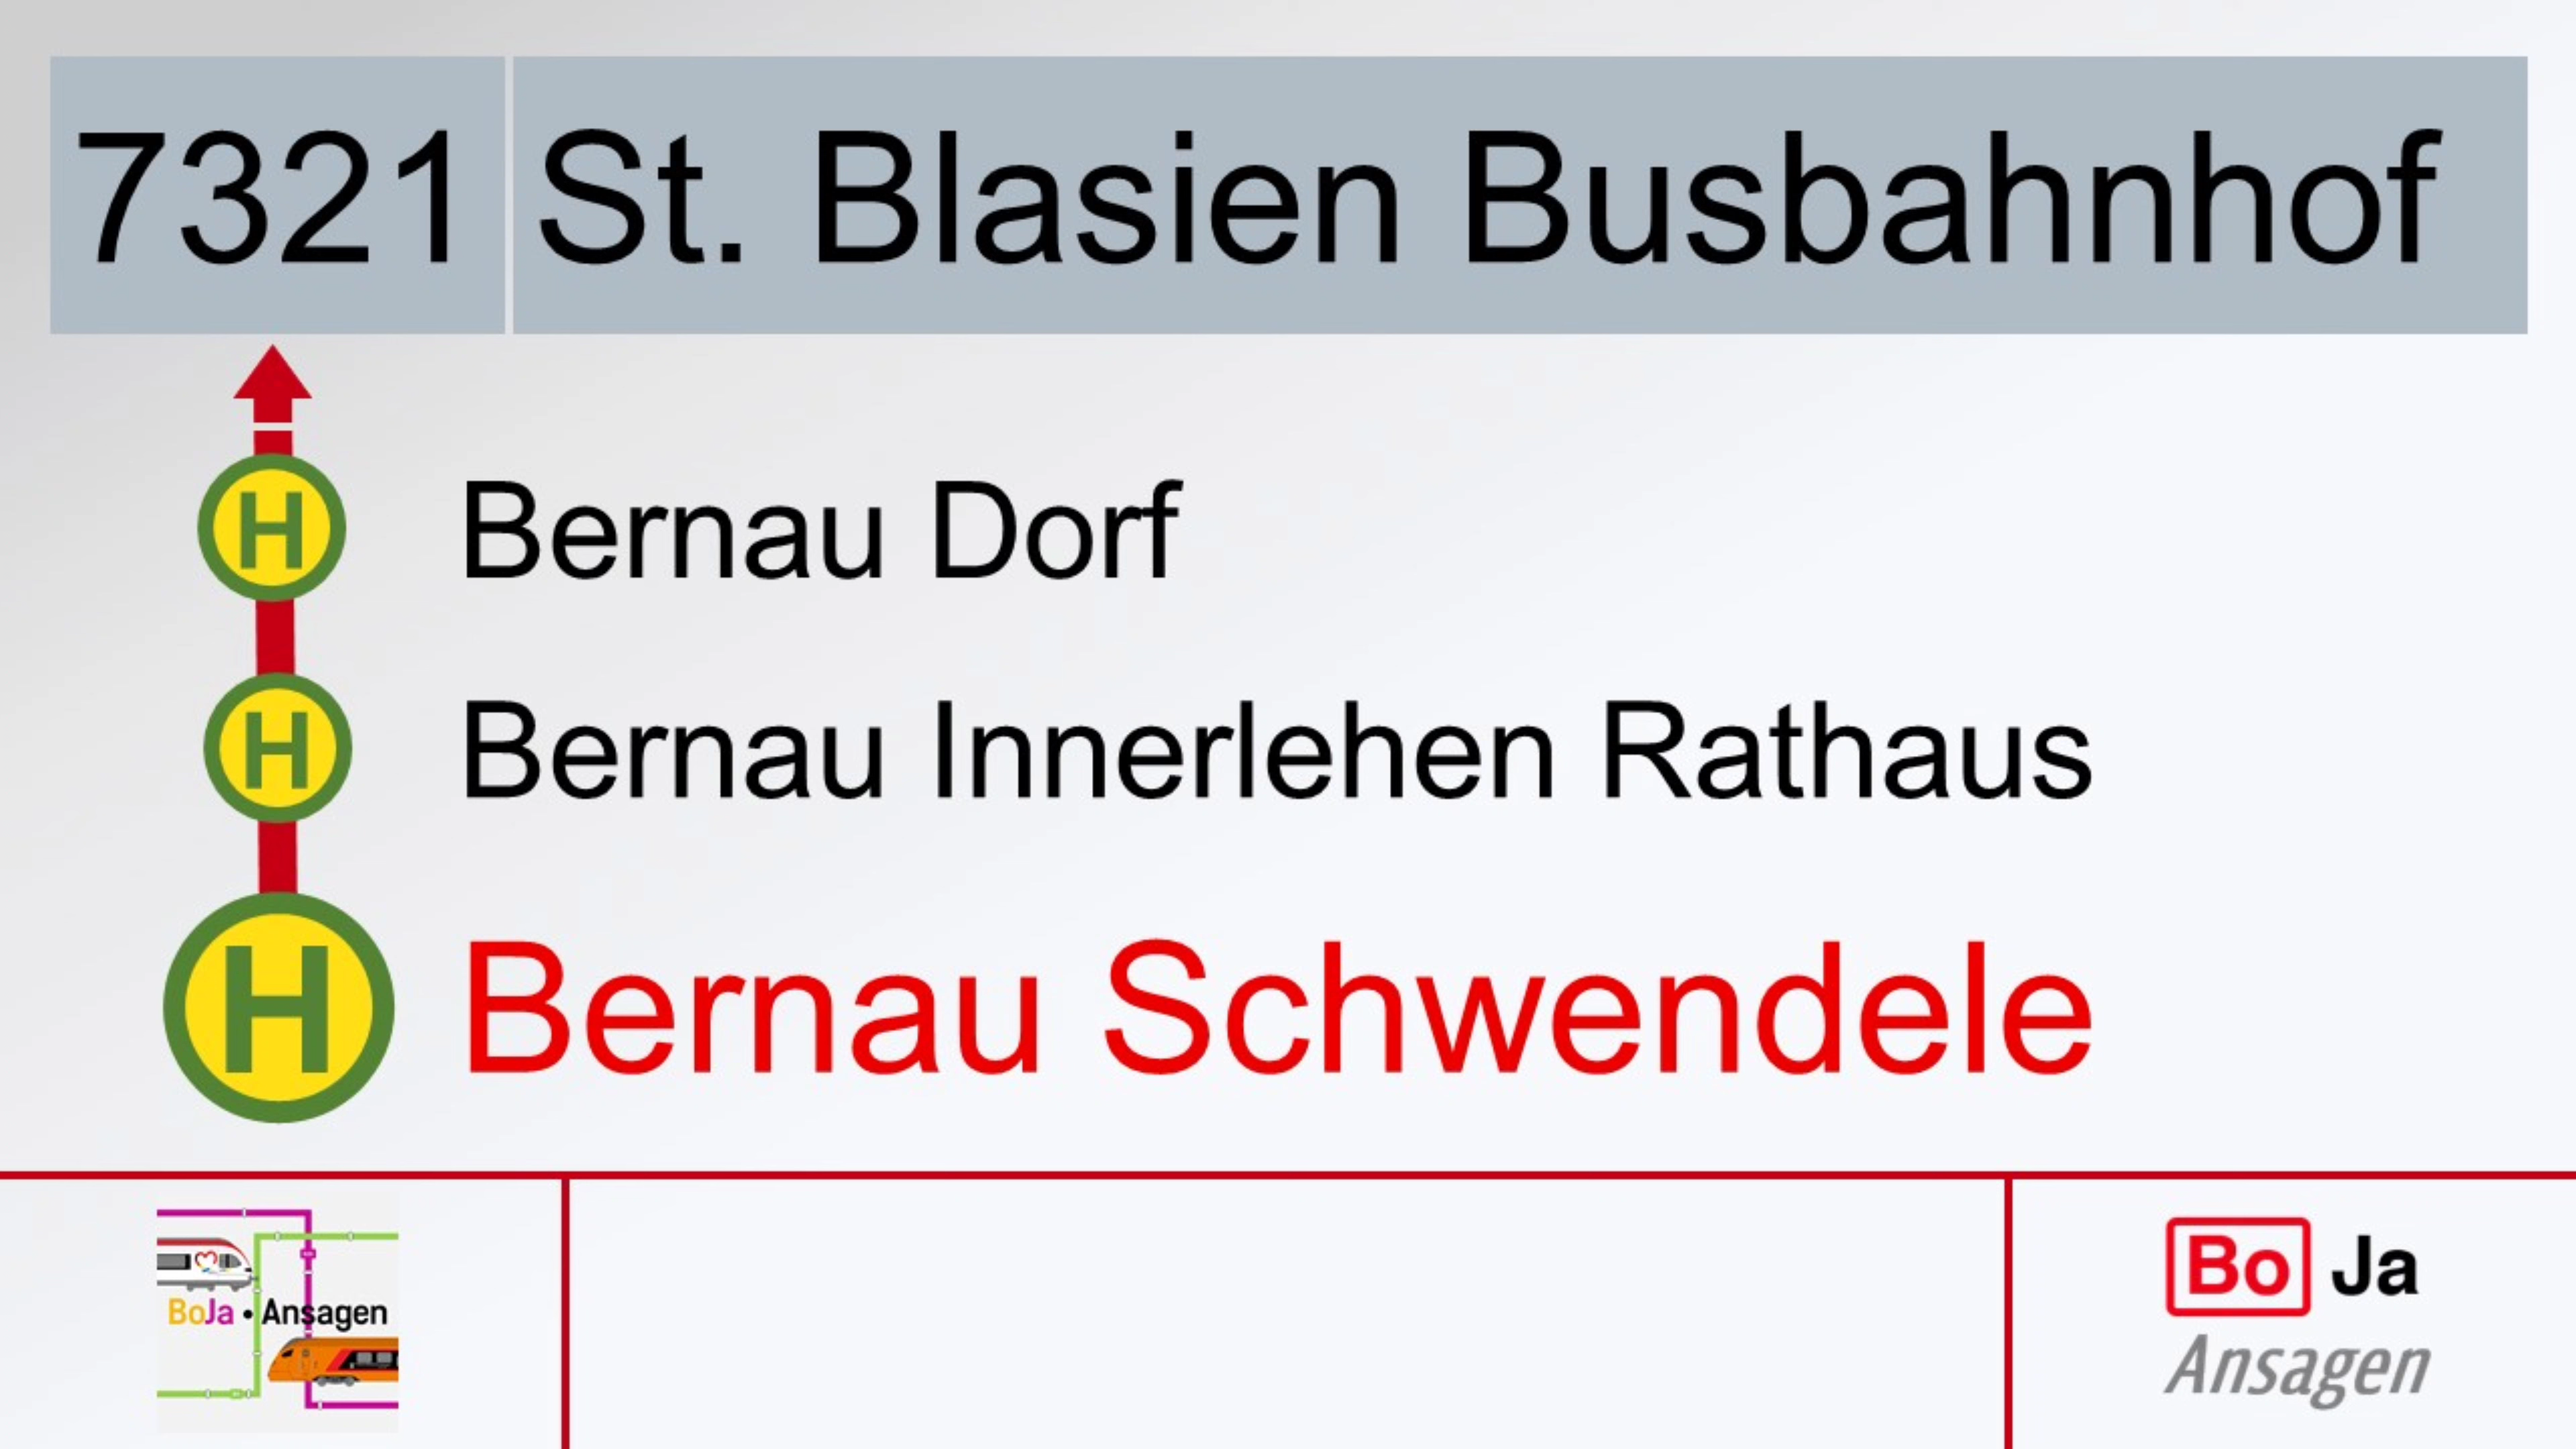 7321 St. Blasien Busbahnhof
H Bernau Dorf
H Bernau Innerlehen Rathaus
H Bernau Schwendele
BoJa • Ansagen
Bo Ja
Ansagen